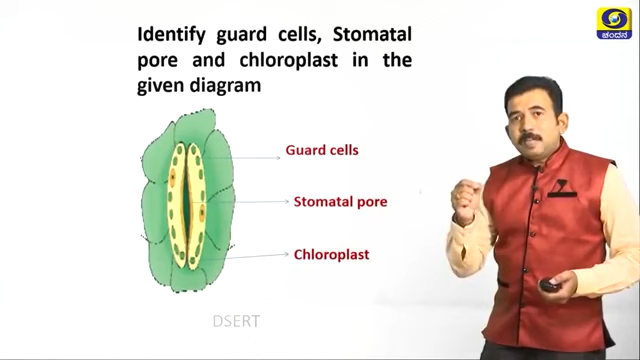 Identify guard cells, Stomatal
pore and chloroplast in the
given diagram
ಚಂದನ
Guard cells
Stomatal pore
Chloroplast
DSERT